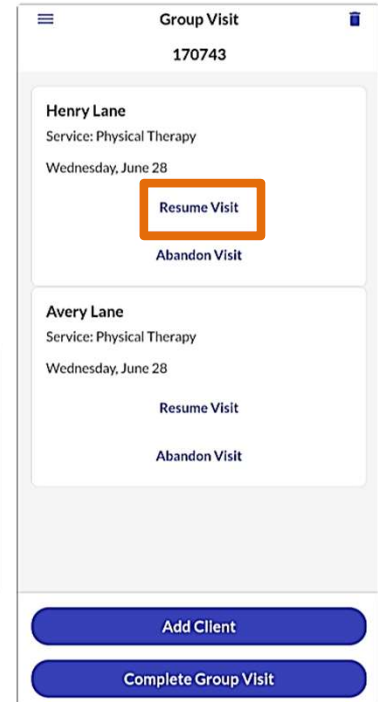 Group Visit
170743
Henry Lane
Service: Physical Therapy
Wednesday, June 28
Resume Visit
Abandon Visit
Avery Lane
Service: Physical Therapy
Wednesday, June 28
Resume Visit
Abandon Visit
Add Client
Complete Group Visit